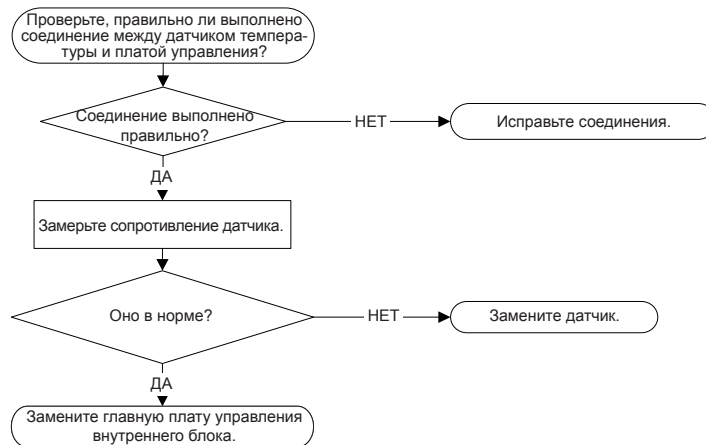 Проверьте, правильно ли выполнено
соединение между датчиком темпера-
туры и платой управления?
Соединение выполнено
правильно?
НЕТ
Исправьте соединения.
ДА
Замерьте сопротивление датчика.
Оно в норме?
НЕТ
Замените датчик.
ДА
Замените главную плату управления
внутреннего блока.